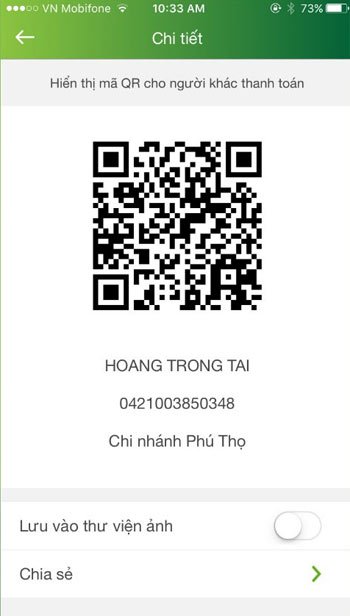 VN Mobifone 10:33 AM 73%
Chi tiết
Hiển thị mã QR cho người khác thanh toán
HOANG TRONG TAI
0421003850348
Chi nhánh Phú Thọ
Lưu vào thư viện ảnh
Chia sẻ